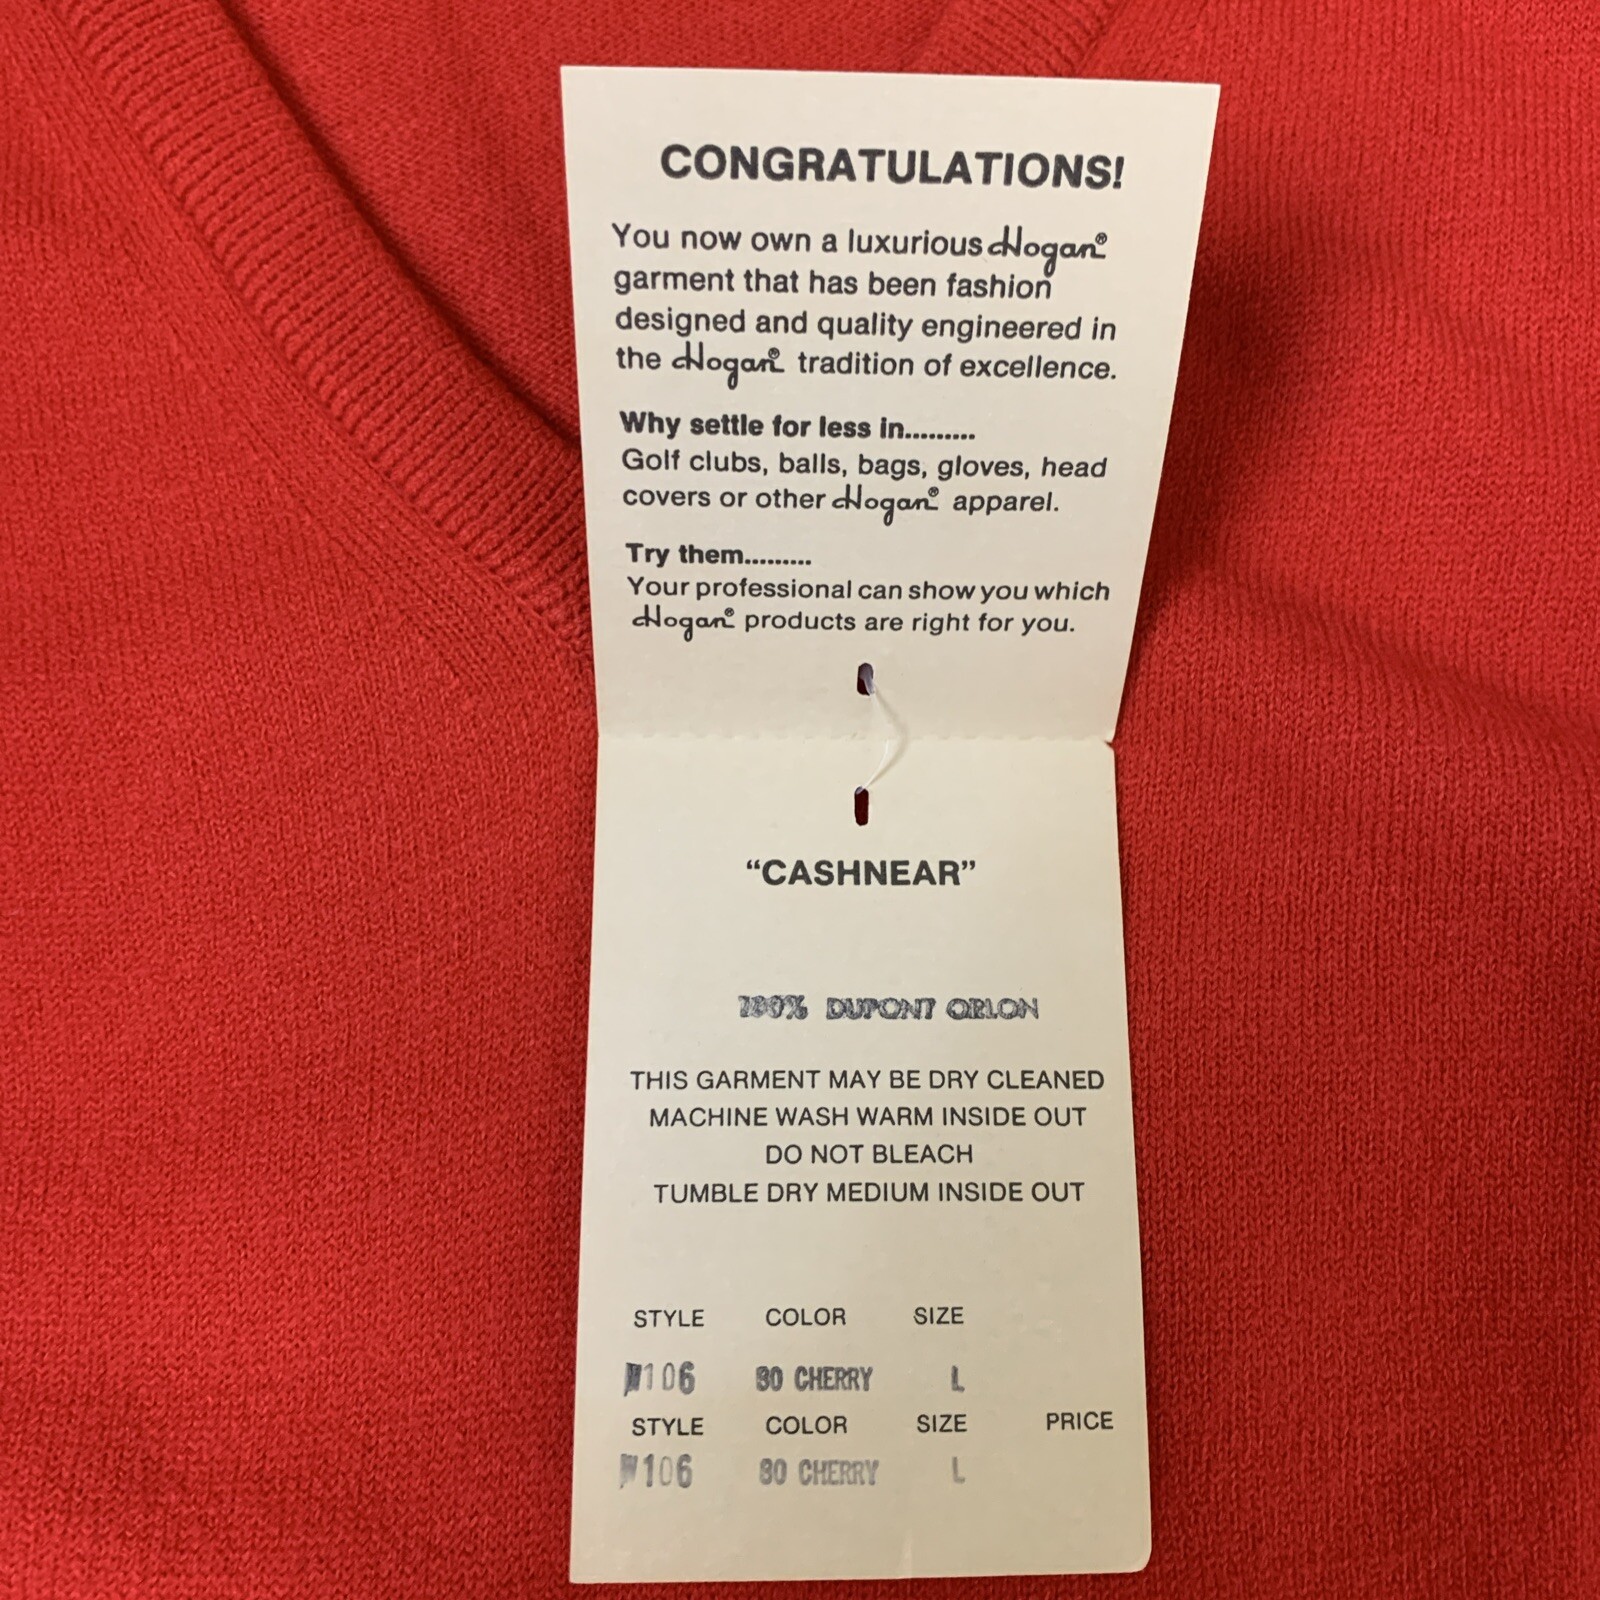 CONGRATULATIONS!
You now own a luxurious Hogan®
garment that has been fashion
designed and quality engineered in
the Hogan® tradition of excellence.
Why settle for less in.........
Golf clubs, balls, bags, gloves, head
covers or other Hogan® apparel.
Try them.........
Your professional can show you which
Hogan® products are right for you.
“CASHNEAR”
100% DUPONT ORLON
THIS GARMENT MAY BE DRY CLEANED
MACHINE WASH WARM INSIDE OUT
DO NOT BLEACH
TUMBLE DRY MEDIUM INSIDE OUT
STYLE COLOR SIZE
CHERRY L
STYLE COLOR SIZE PRICE
CHERRY L